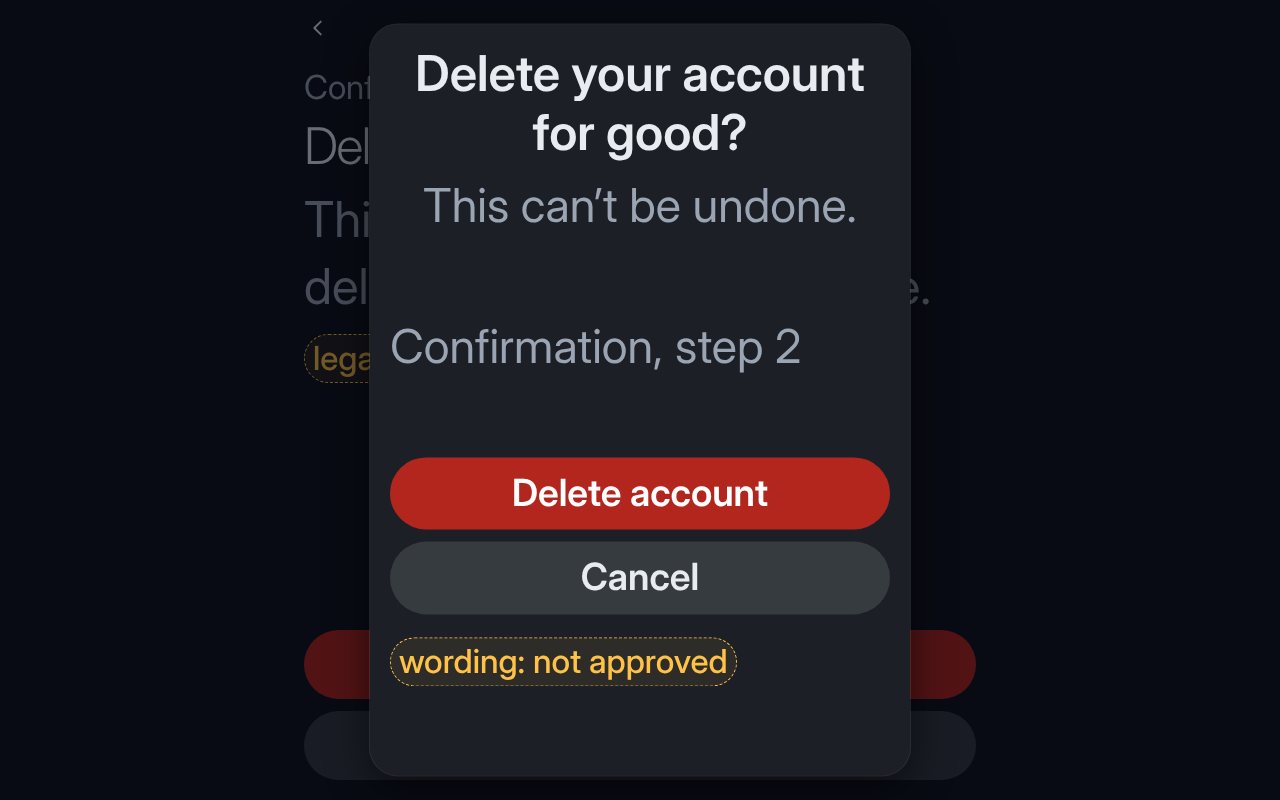 Delete your account
for good?
This can’t be undone.
Confirmation, step 2
Delete account
Cancel
wording: not approved